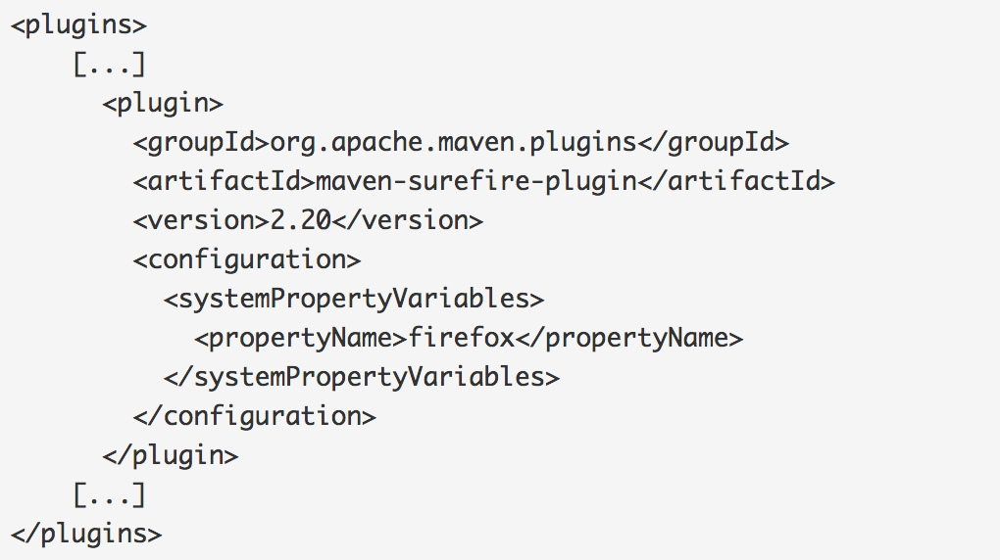 <plugins>
    [...]
      <plugin>
        <groupId>org.apache.maven.plugins</groupId>
        <artifactId>maven-surefire-plugin</artifactId>
        <version>2.20</version>
        <configuration>
          <systemPropertyVariables>
            <propertyName>firefox</propertyName>
          </systemPropertyVariables>
        </configuration>
      </plugin>
    [...]
</plugins>